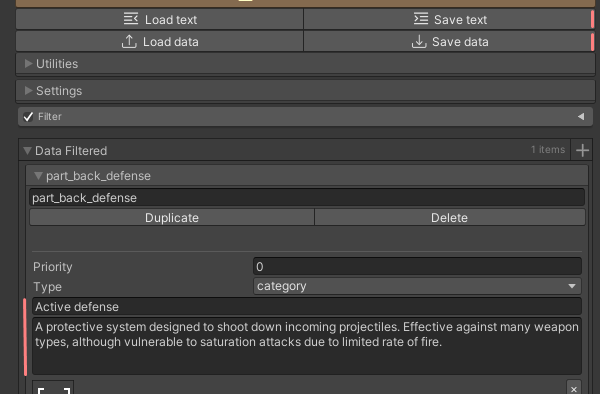 Load text
Save text
Load data
Save data
Utilities
Settings
Filter
Data Filtered
1 items
part_back_defense
part_back_defense
Duplicate
Delete
Priority
0
Type
category
Active defense
A protective system designed to shoot down incoming projectiles. Effective against many weapon
types, although vulnerable to saturation attacks due to limited rate of fire.